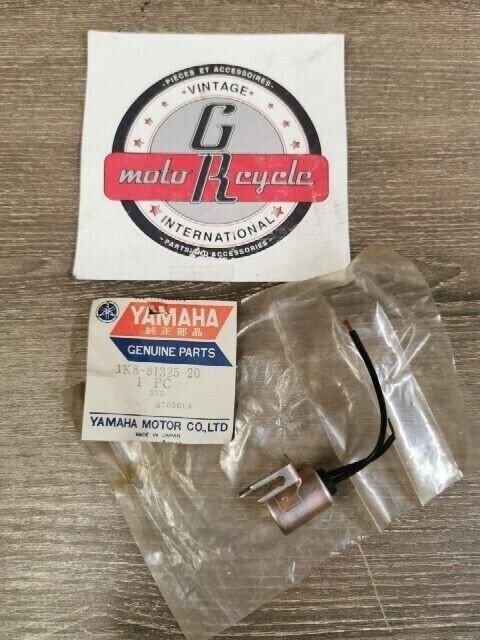 PIÈCES ET ACCESSOIRES
VINTAGE
GR
moto cycle
INTERNATIONAL
PARTS AND ACCESSORIES
YAMAHA
純正部品
GENUINE PARTS
1K8-81325-20
1 PC
YAMAHA MOTOR CO.,LTD
MADE IN JAPAN